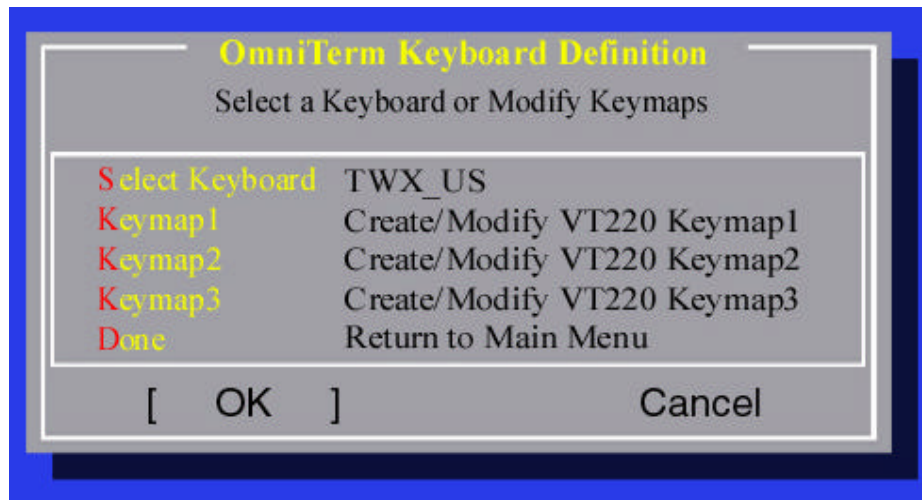 OmniTerm Keyboard Definition
Select a Keyboard or Modify Keymaps
Select Keyboard TWX_US
Keymap1 Create/Modify VT220 Keymap1
Keymap2 Create/Modify VT220 Keymap2
Keymap3 Create/Modify VT220 Keymap3
Done Return to Main Menu
[ OK ] Cancel